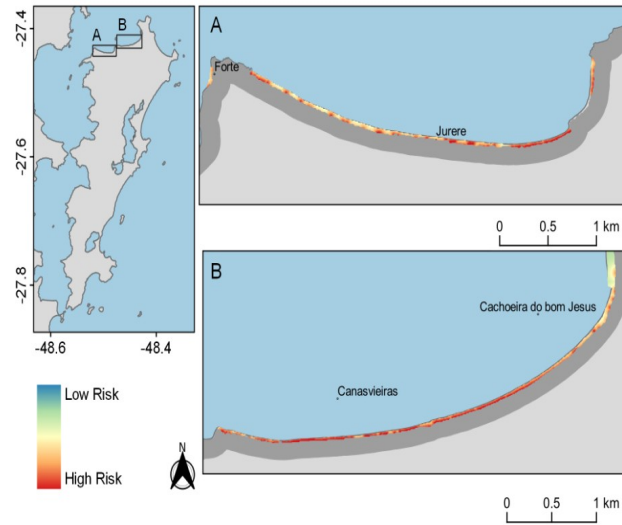 -27.4
-27.6
-27.8
-48.6
-48.4
A
B
A
Forte
Jurere
0 0.5 1 km
B
Cachoeira do bom Jesus
Canasvieiras
0 0.5 1 km
Low Risk
High Risk
N